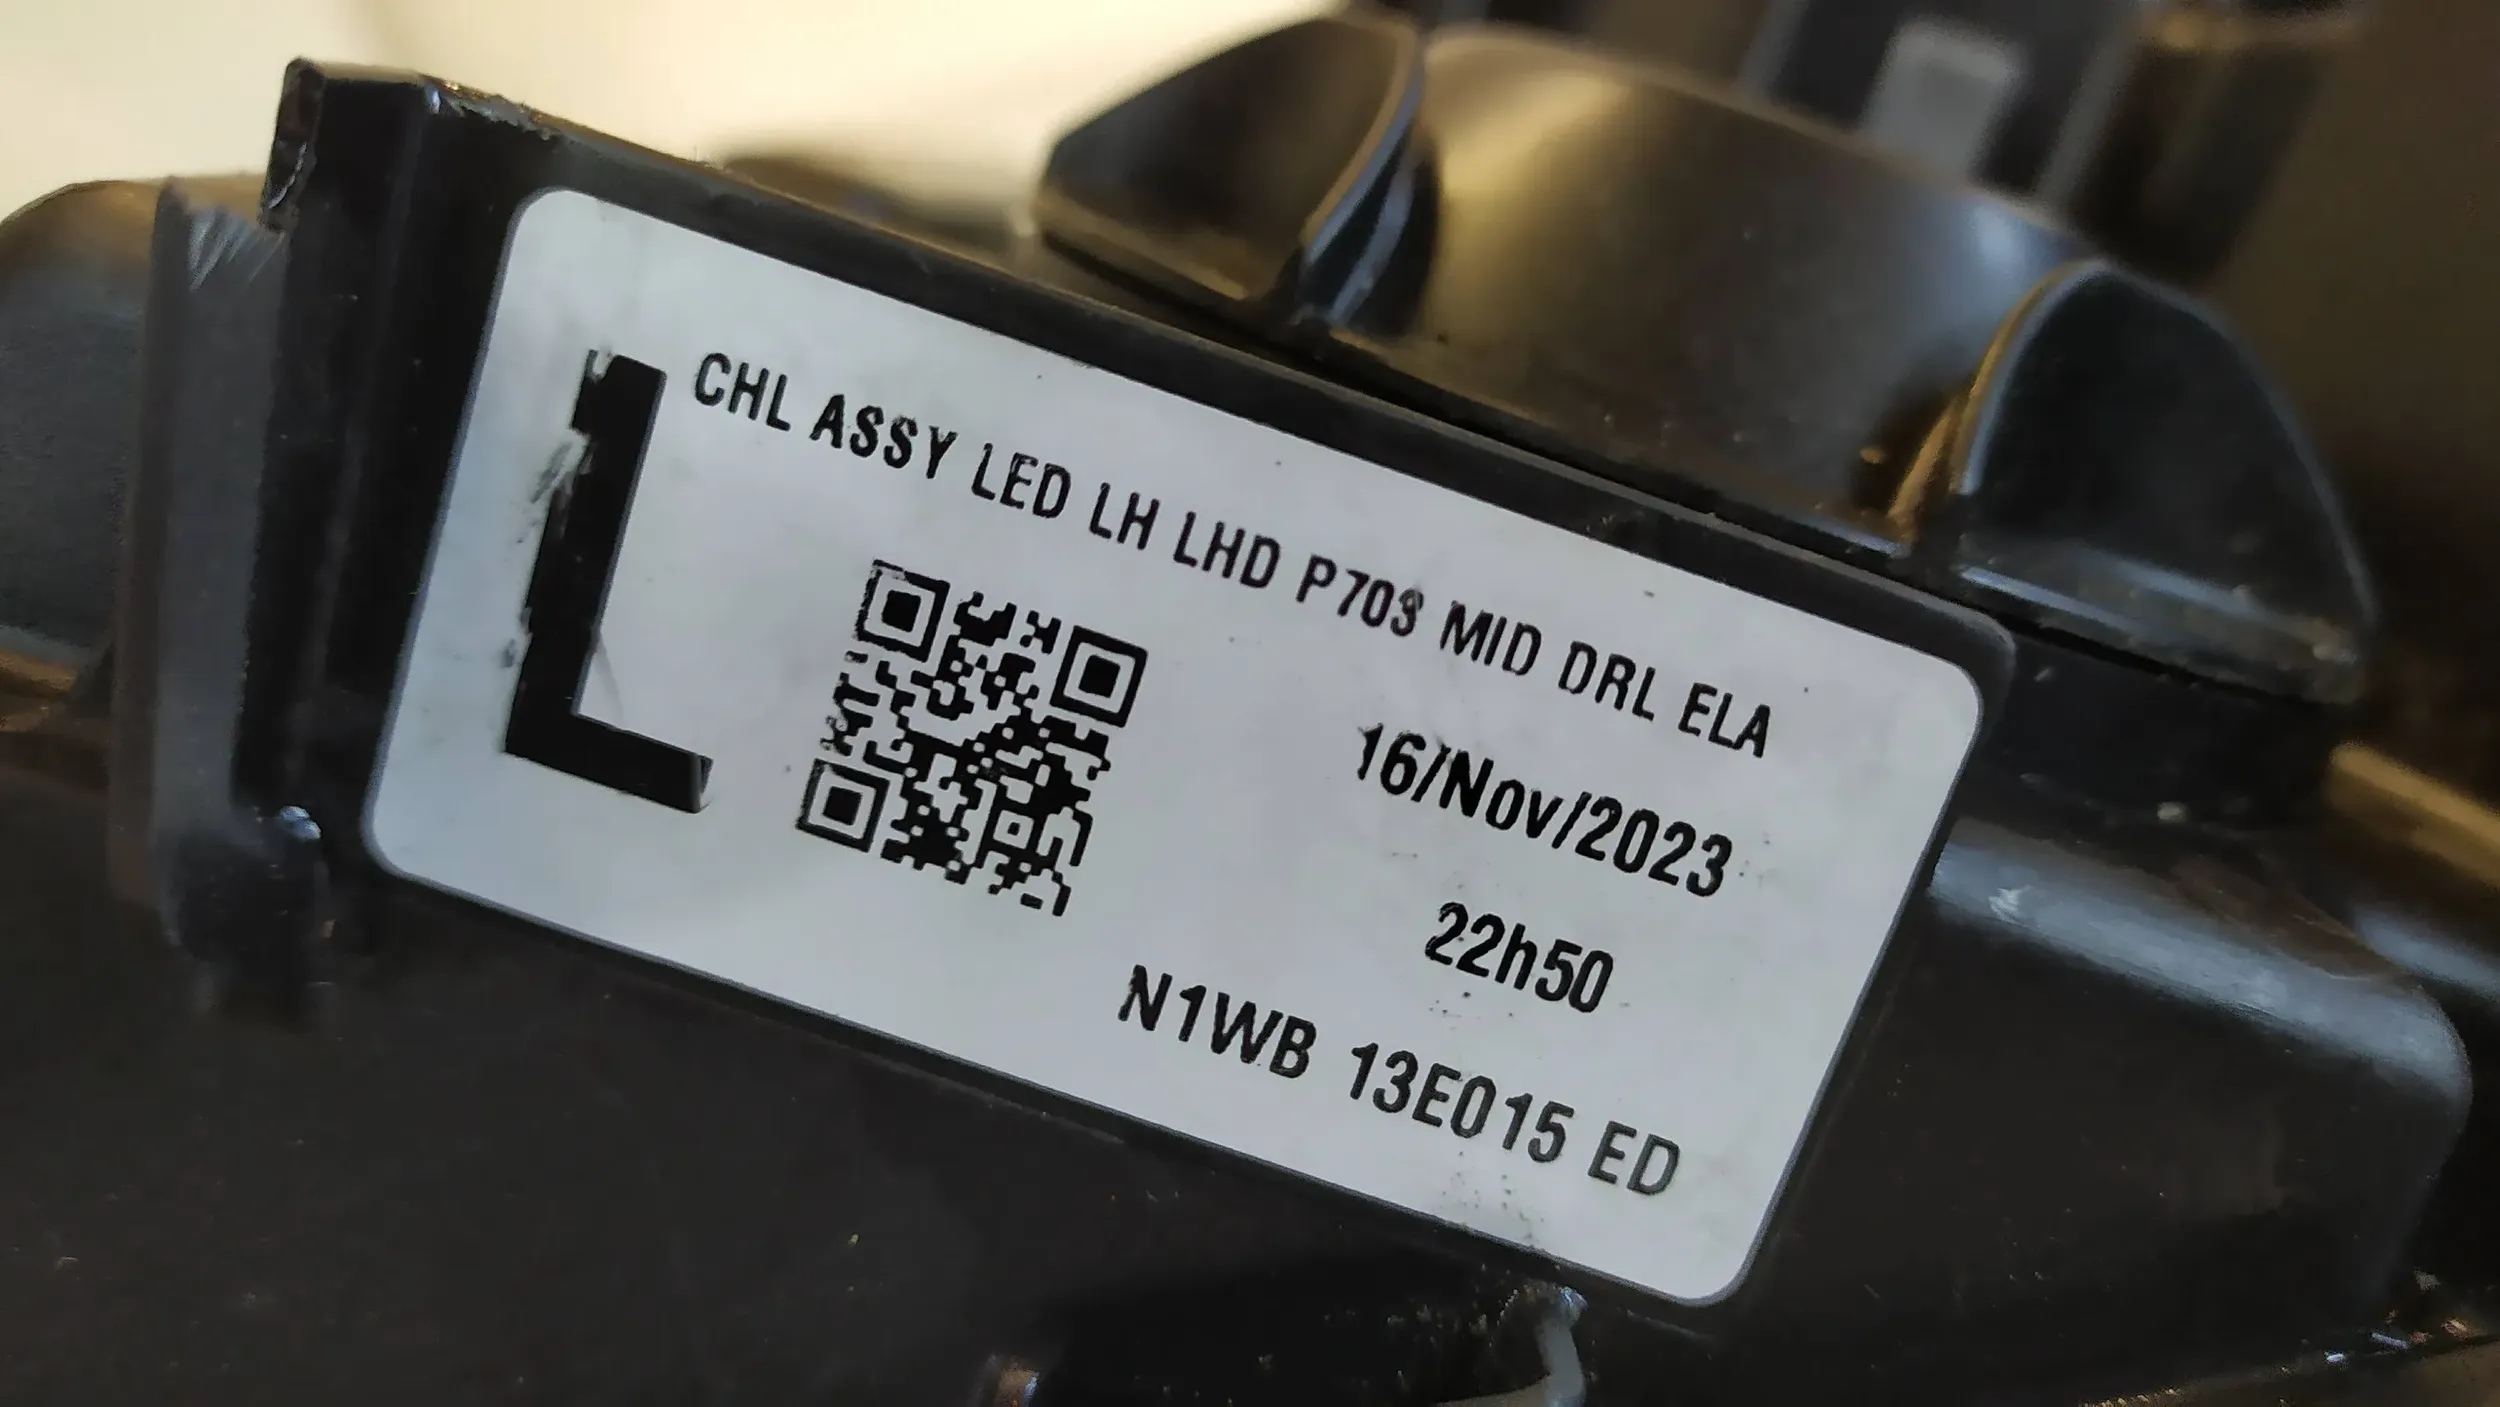 L
CHL ASSY LED LH LHD P703 MID DRL ELA
16/Nov/2023
22h50
N1WB 13E015 ED